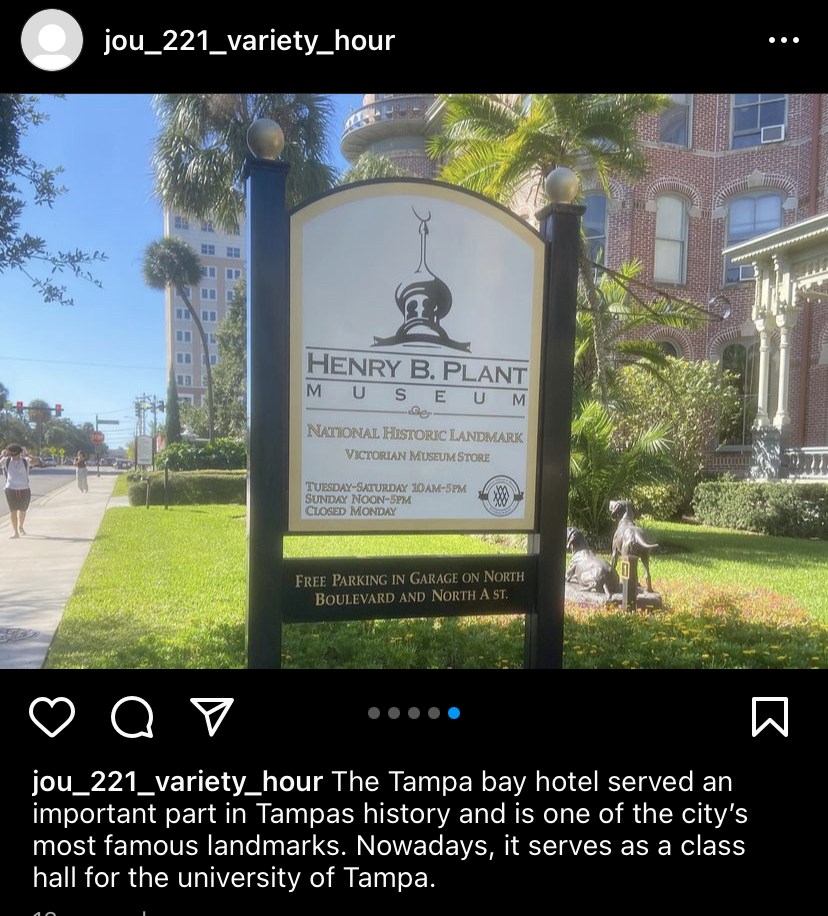 jou_221_variety_hour
HENRY B. PLANT
MUSEUM
NATIONAL HISTORIC LANDMARK
VICTORIAN MUSEUM STORE
TUESDAY-SATURDAY 10AM-5PM
SUNDAY NOON-5PM
CLOSED MONDAY
FREE PARKING IN GARAGE ON NORTH
BOULEVARD AND NORTH A ST.
jou_221_variety_hour The Tampa bay hotel served an
important part in Tampas history and is one of the city’s
most famous landmarks. Nowadays, it serves as a class
hall for the university of Tampa.